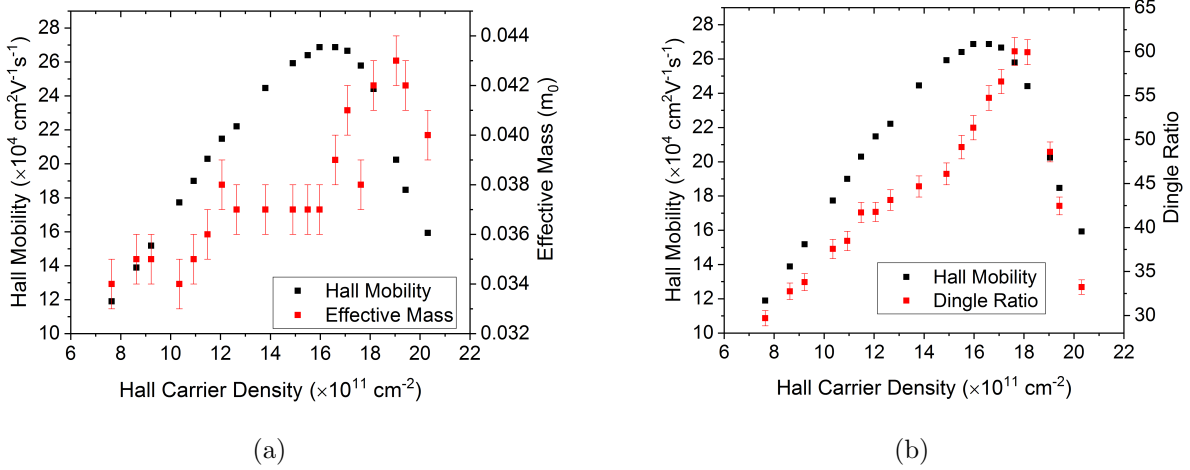 (a)
28
26
24
22
20
18
16
14
12
10
Hall Mobility (×10⁴ cm²V⁻¹s⁻¹)
0.044
0.042
0.040
0.038
0.036
0.034
0.032
Effective Mass (m₀)
Hall Mobility
Effective Mass
6 8 10 12 14 16 18 20 22
Hall Carrier Density (×10¹¹ cm⁻²)
(a)
(b)
28
26
24
22
20
18
16
14
12
10
Hall Mobility (×10⁴ cm²V⁻¹s⁻¹)
65
60
55
50
45
40
35
30
Dingle Ratio
Hall Mobility
Dingle Ratio
6 8 10 12 14 16 18 20 22
Hall Carrier Density (×10¹¹ cm⁻²)
(b)